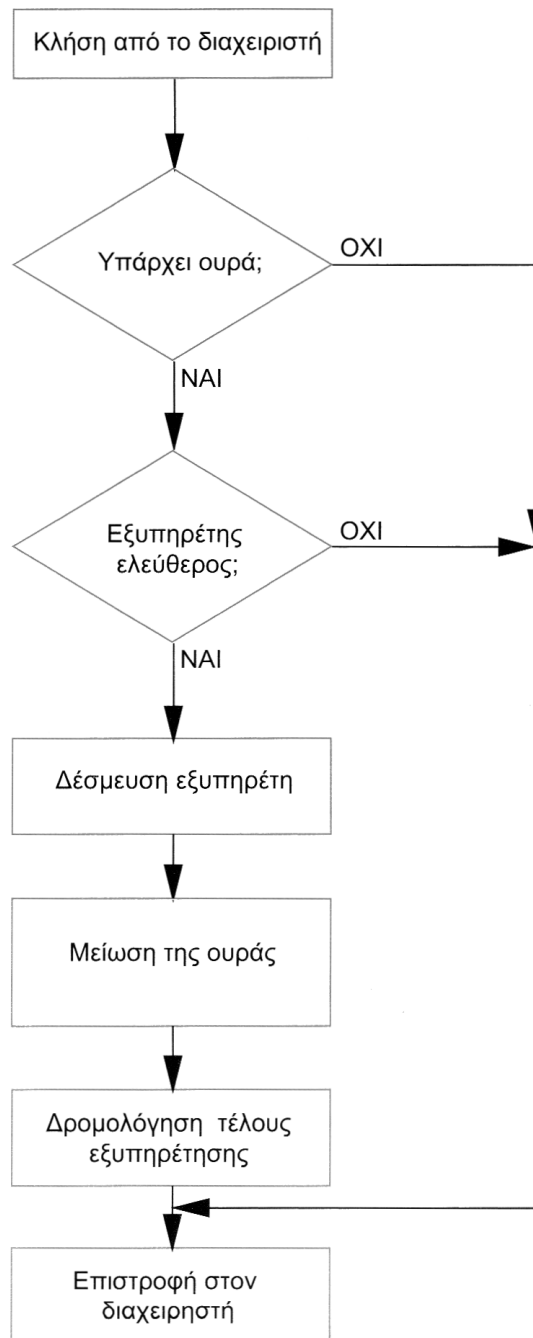 Κλήση από το διαχειριστή
Υπάρχει ουρά;
ΟΧΙ
ΝΑΙ
Εξυπηρέτης
ελεύθερος;
ΟΧΙ
ΝΑΙ
Δέσμευση εξυπηρέτη
Μείωση της ουράς
Δρομολόγηση τέλους
εξυπηρέτησης
Επιστροφή στον
διαχειρηστή